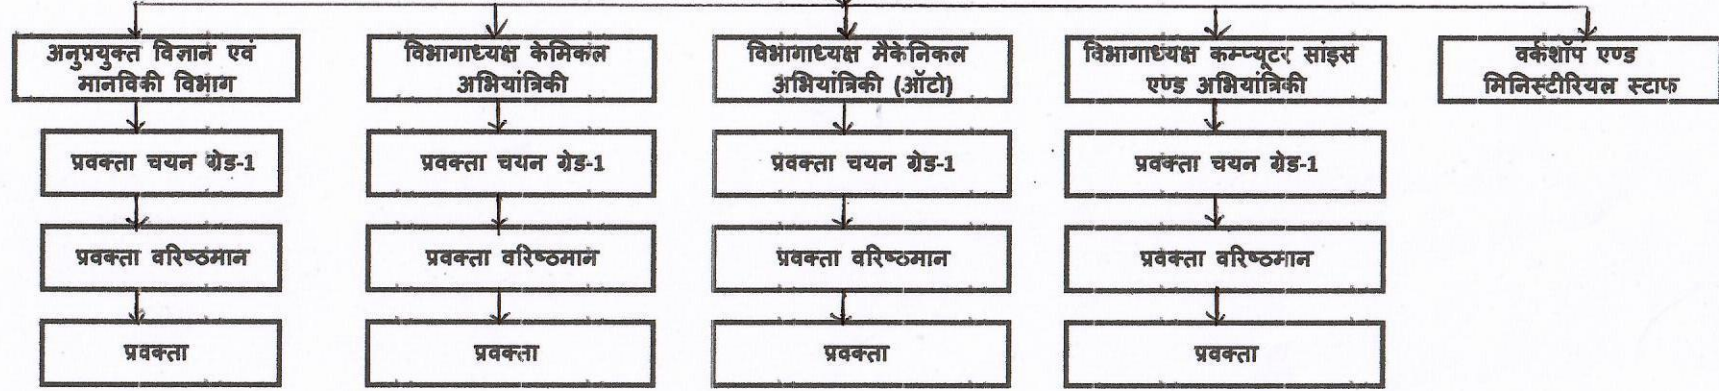 अनुप्रयुक्त विज्ञान एवं
मानविकी विभाग
विभागाध्यक्ष केमिकल
अभियांत्रिकी
विभागाध्यक्ष मैकेनिकल
अभियांत्रिकी (ऑटो)
विभागाध्यक्ष कम्प्यूटर सांइस
एण्ड अभियांत्रिकी
वर्कशॉप एण्ड
मिनिस्टीरियल स्टाफ
प्रवक्ता चयन ग्रेड-1
प्रवक्ता चयन ग्रेड-1
प्रवक्ता चयन ग्रेड-1
प्रवक्ता चयन ग्रेड-1
प्रवक्ता वरिष्ठमान
प्रवक्ता वरिष्ठमान
प्रवक्ता वरिष्ठमान
प्रवक्ता वरिष्ठमान
प्रवक्ता
प्रवक्ता
प्रवक्ता
प्रवक्ता